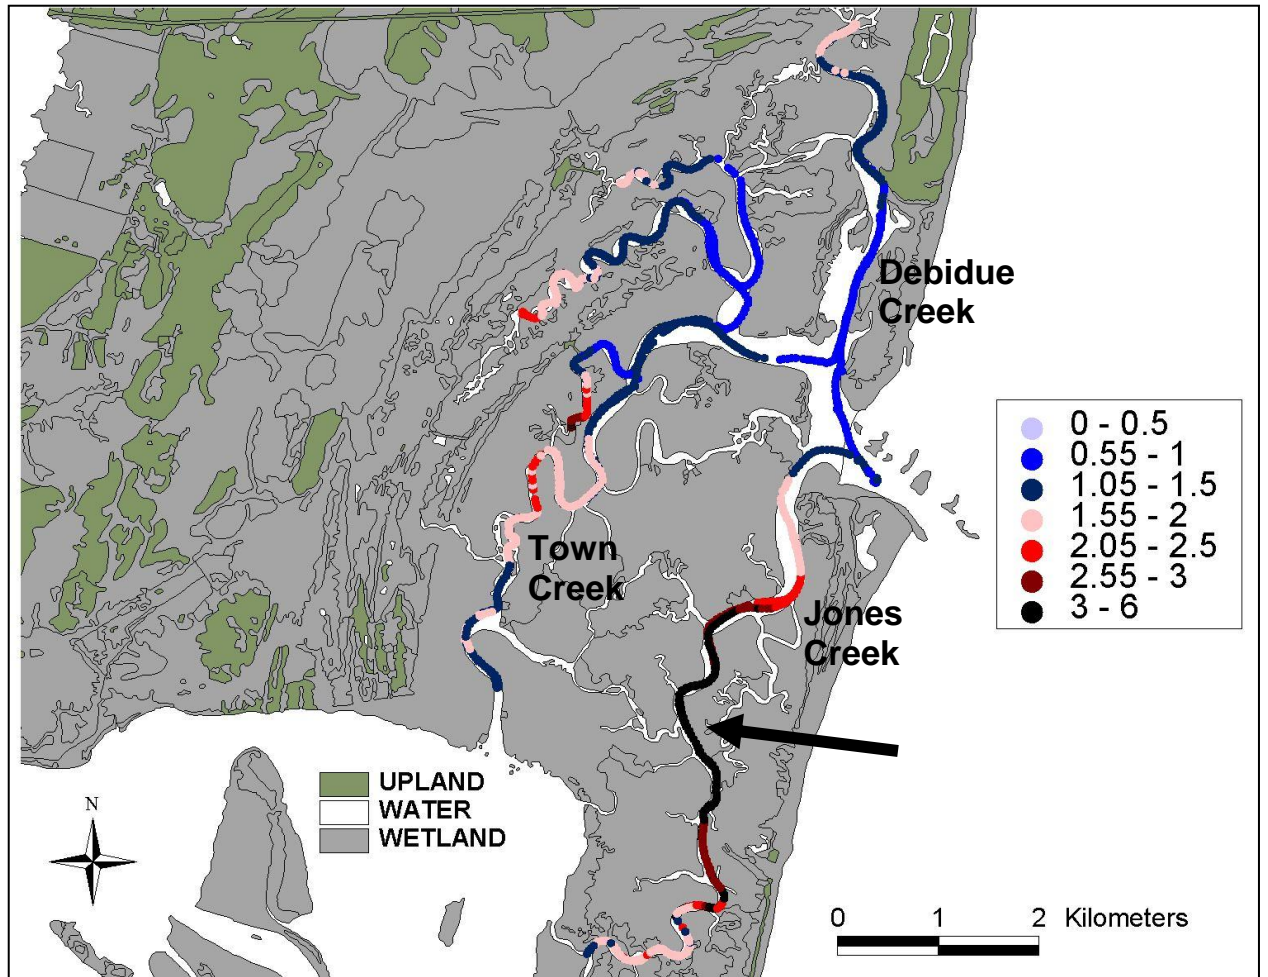 Debidue
Creek
0 - 0.5
0.55 - 1
1.05 - 1.5
1.55 - 2
2.05 - 2.5
2.55 - 3
3 - 6
Town
Creek
Jones
Creek
UPLAND
WATER
WETLAND
N
0 1 2 Kilometers